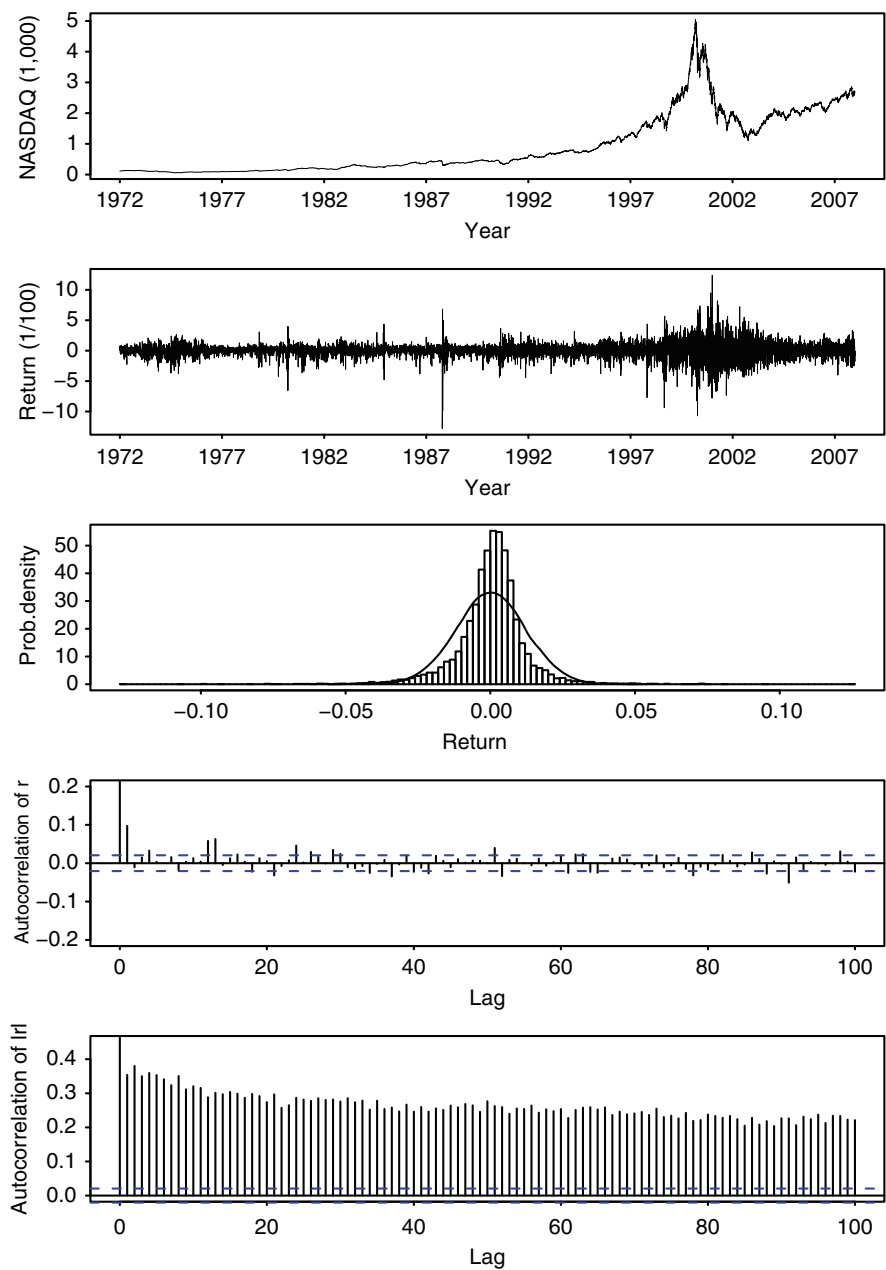 NASDAQ (1,000)
5
4
3
2
1
0
1972 1977 1982 1987 1992 1997 2002 2007
Year
Return (1/100)
10
5
0
−5
−10
1972 1977 1982 1987 1992 1997 2002 2007
Year
Prob.density
50
40
30
20
10
0
−0.10 −0.05 0.00 0.05 0.10
Return
Autocorrelation of r
0.2
0.1
0.0
−0.1
−0.2
0 20 40 60 80 100
Lag
Autocorrelation of lrl
0.4
0.3
0.2
0.1
0.0
0 20 40 60 80 100
Lag